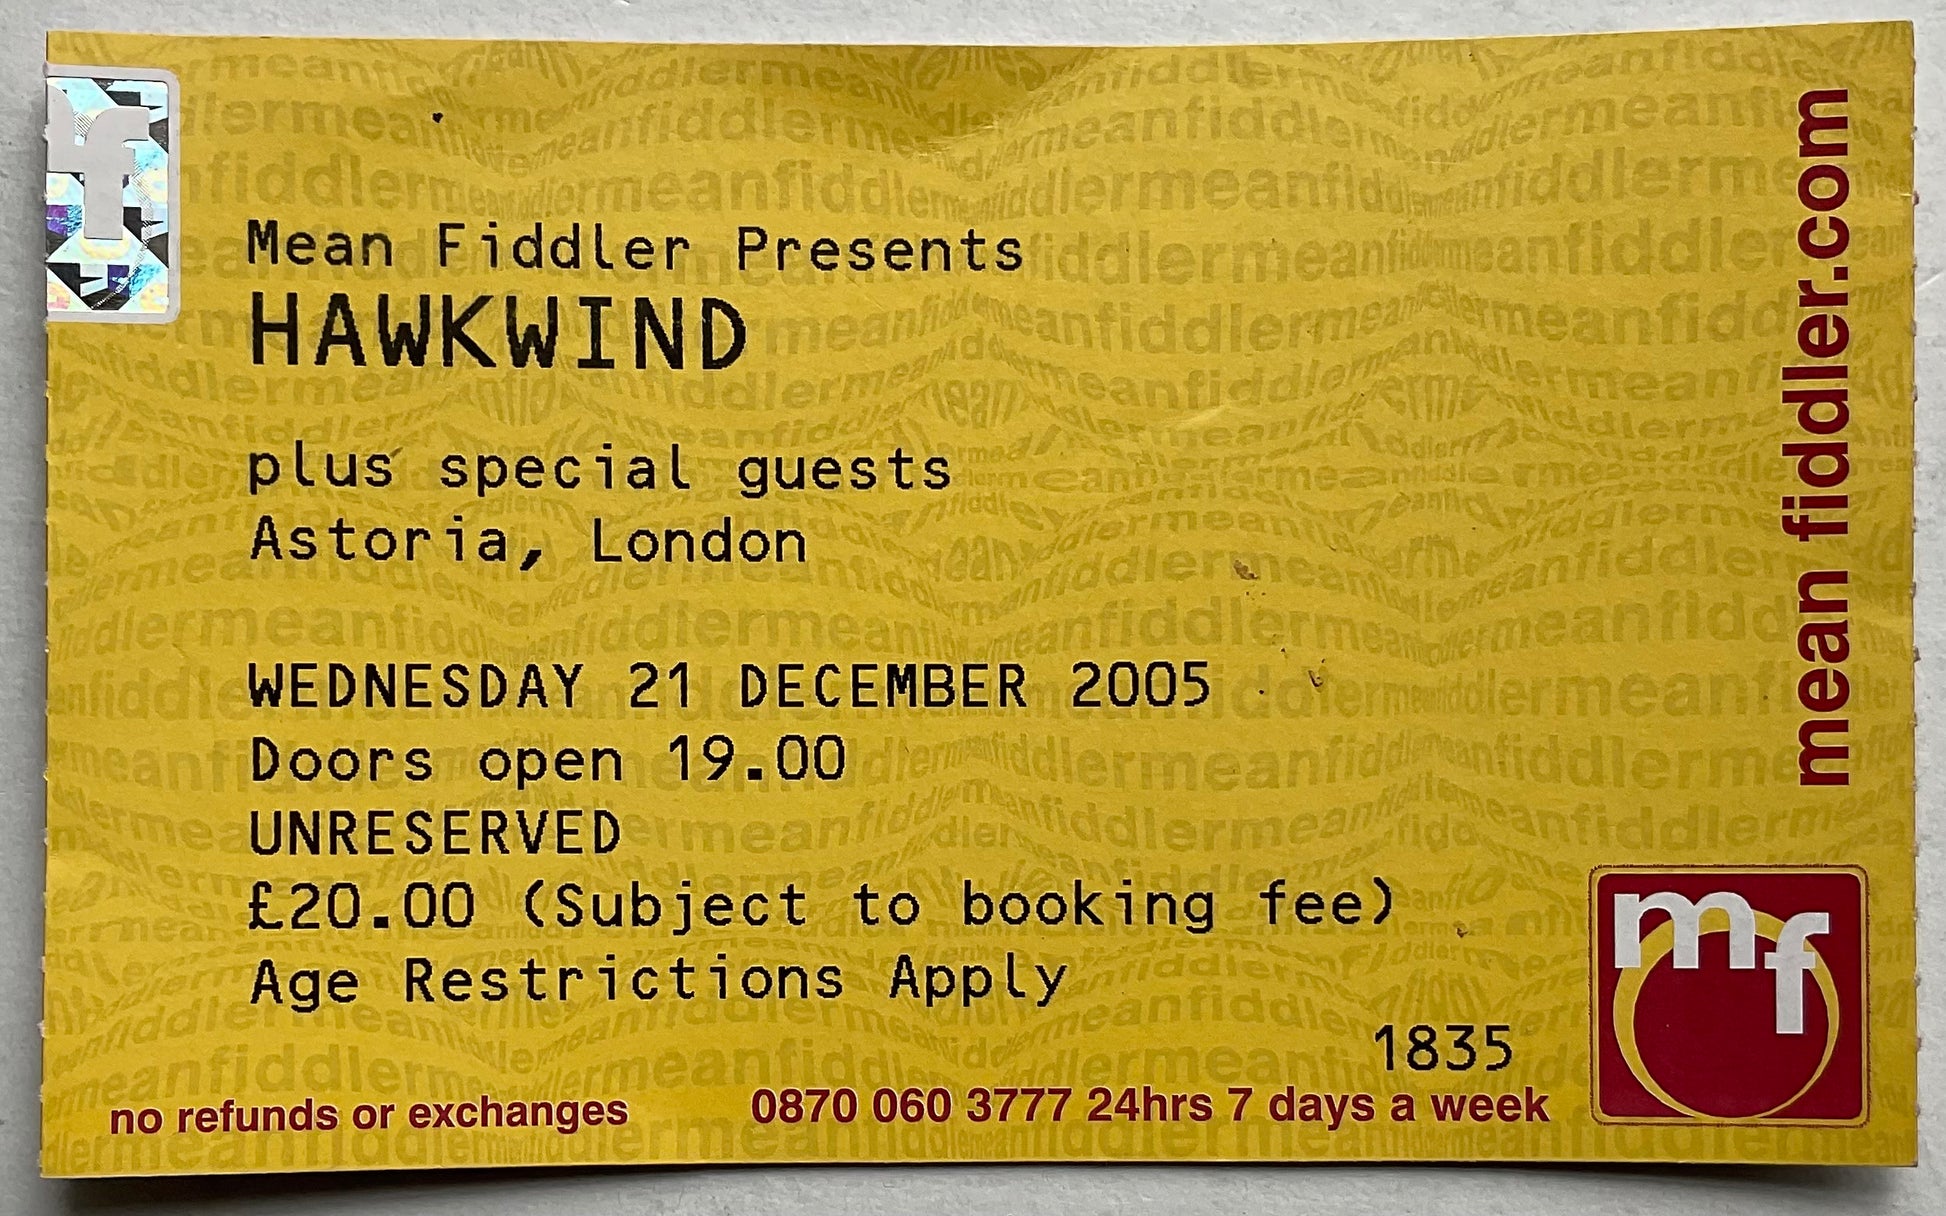 Mean Fiddler Presents
HAWKWIND
plus special guests
Astoria, London
WEDNESDAY 21 DECEMBER 2005
Doors open 19.00
UNRESERVED
£20.00 (Subject to booking fee)
Age Restrictions Apply
1835
no refunds or exchanges
0870 060 3777 24hrs 7 days a week
mean fiddler.com
mf
f